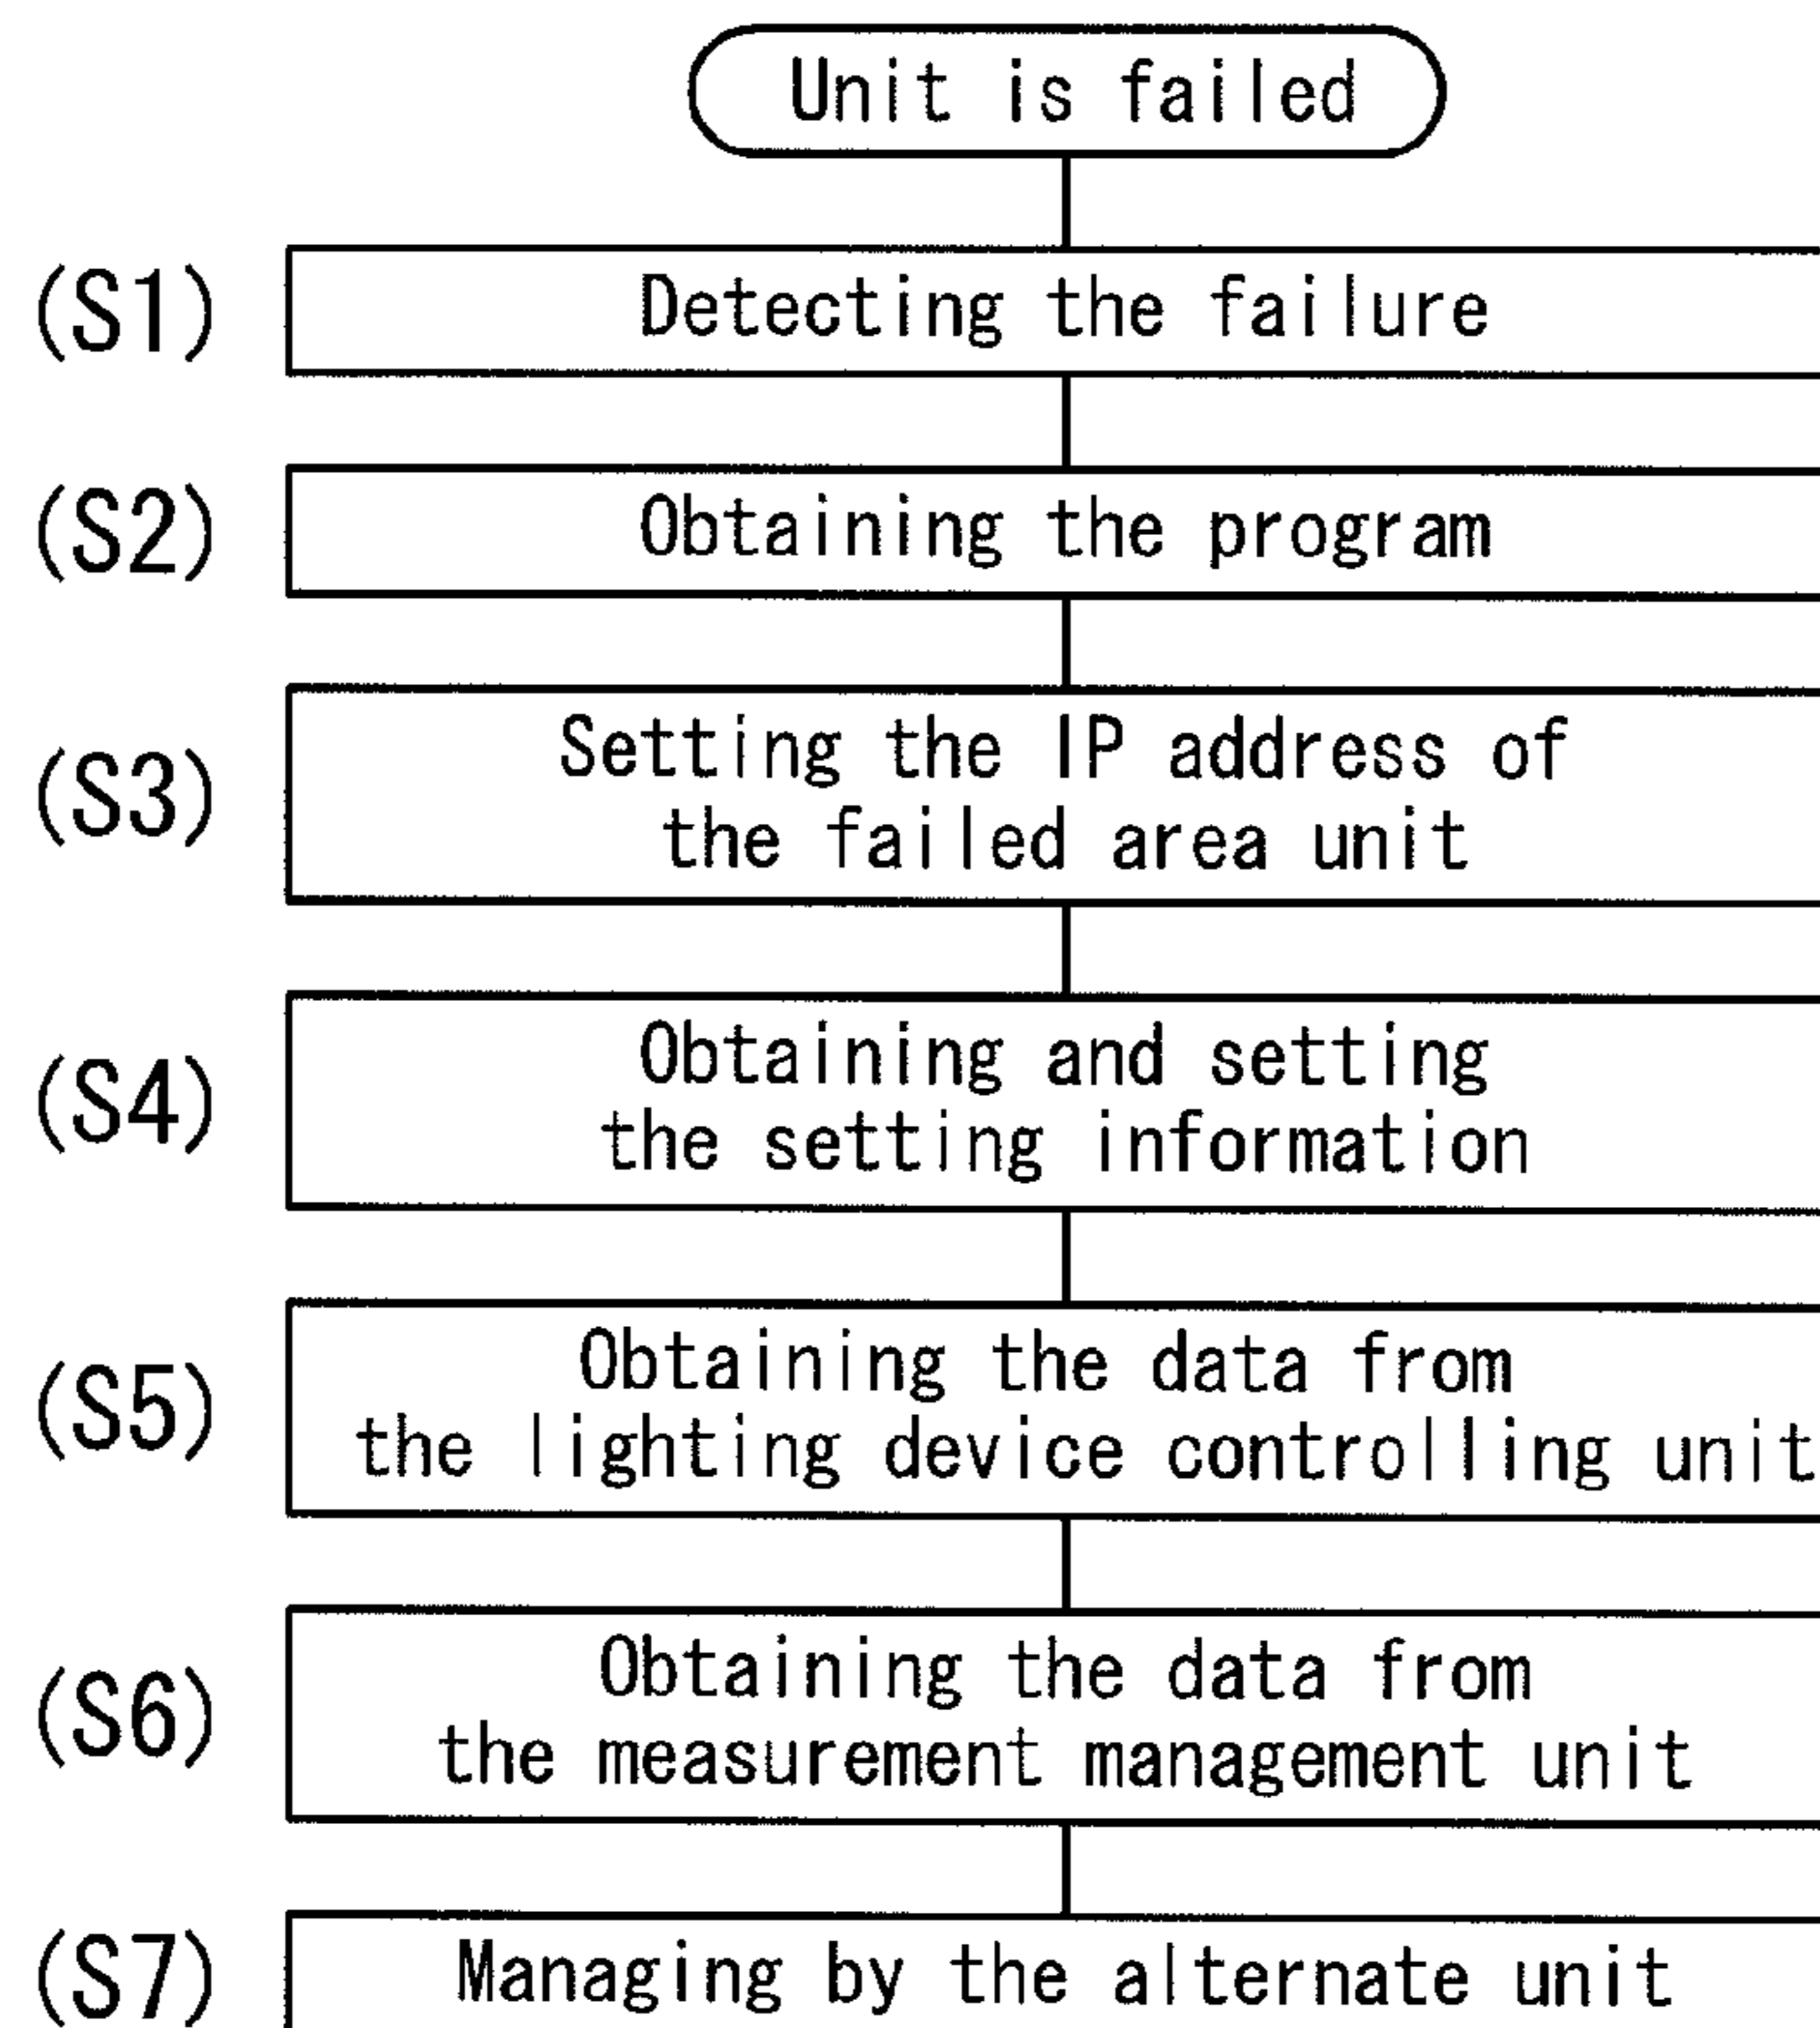 Unit is failed
(S1) Detecting the failure
(S2) Obtaining the program
(S3) Setting the IP address of
the failed area unit
(S4) Obtaining and setting
the setting information
(S5) Obtaining the data from
the lighting device controlling unit
(S6) Obtaining the data from
the measurement management unit
(S7) Managing by the alternate unit